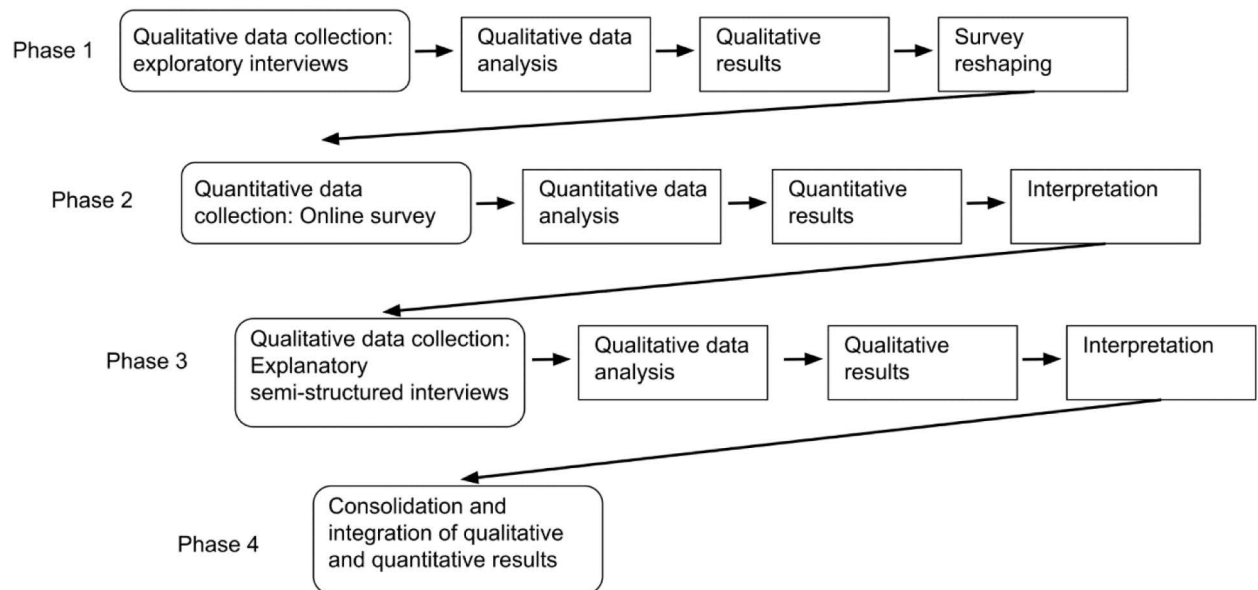 Phase 1
Qualitative data collection:
exploratory interviews
Qualitative data
analysis
Qualitative
results
Survey
reshaping
Phase 2
Quantitative data
collection: Online survey
Quantitative data
analysis
Quantitative
results
Interpretation
Phase 3
Qualitative data collection:
Explanatory
semi-structured interviews
Qualitative data
analysis
Qualitative
results
Interpretation
Phase 4
Consolidation and
integration of qualitative
and quantitative results